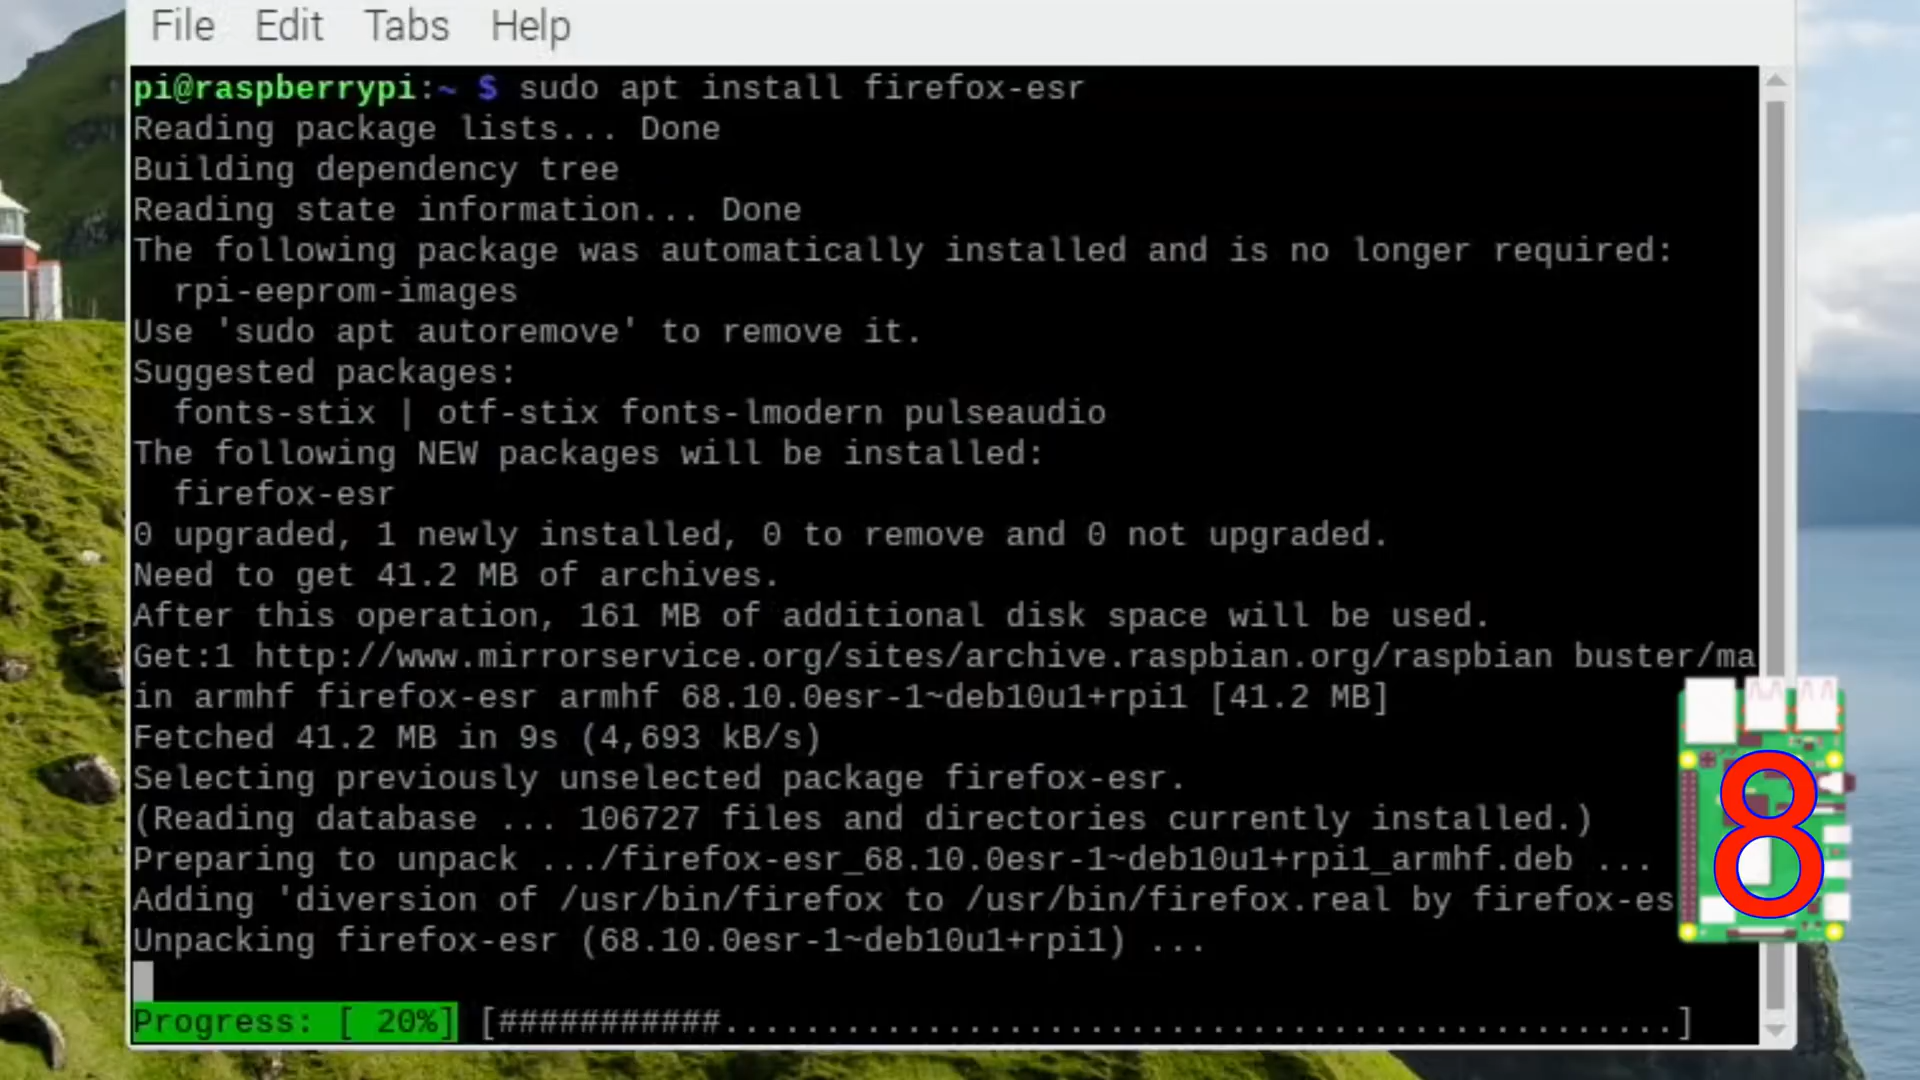 File Edit Tabs Help
pi@raspberrypi:~ $ sudo apt install firefox-esr
Reading package lists... Done
Building dependency tree
Reading state information... Done
The following package was automatically installed and is no longer required:
  rpi-eeprom-images
Use 'sudo apt autoremove' to remove it.
Suggested packages:
  fonts-stix | otf-stix fonts-lmodern pulseaudio
The following NEW packages will be installed:
  firefox-esr
0 upgraded, 1 newly installed, 0 to remove and 0 not upgraded.
Need to get 41.2 MB of archives.
After this operation, 161 MB of additional disk space will be used.
Get:1 http://www.mirrorservice.org/sites/archive.raspbian.org/raspbian buster/ma
in armhf firefox-esr armhf 68.10.0esr-1~deb10u1+rpi1 [41.2 MB]
Fetched 41.2 MB in 9s (4,693 kB/s)
Selecting previously unselected package firefox-esr.
(Reading database ... 106727 files and directories currently installed.)
Preparing to unpack .../firefox-esr_68.10.0esr-1~deb10u1+rpi1_armhf.deb ...
Adding 'diversion of /usr/bin/firefox to /usr/bin/firefox.real by firefox-es
Unpacking firefox-esr (68.10.0esr-1~deb10u1+rpi1) ...
Progress: [ 20%] [###########...............................................]
8